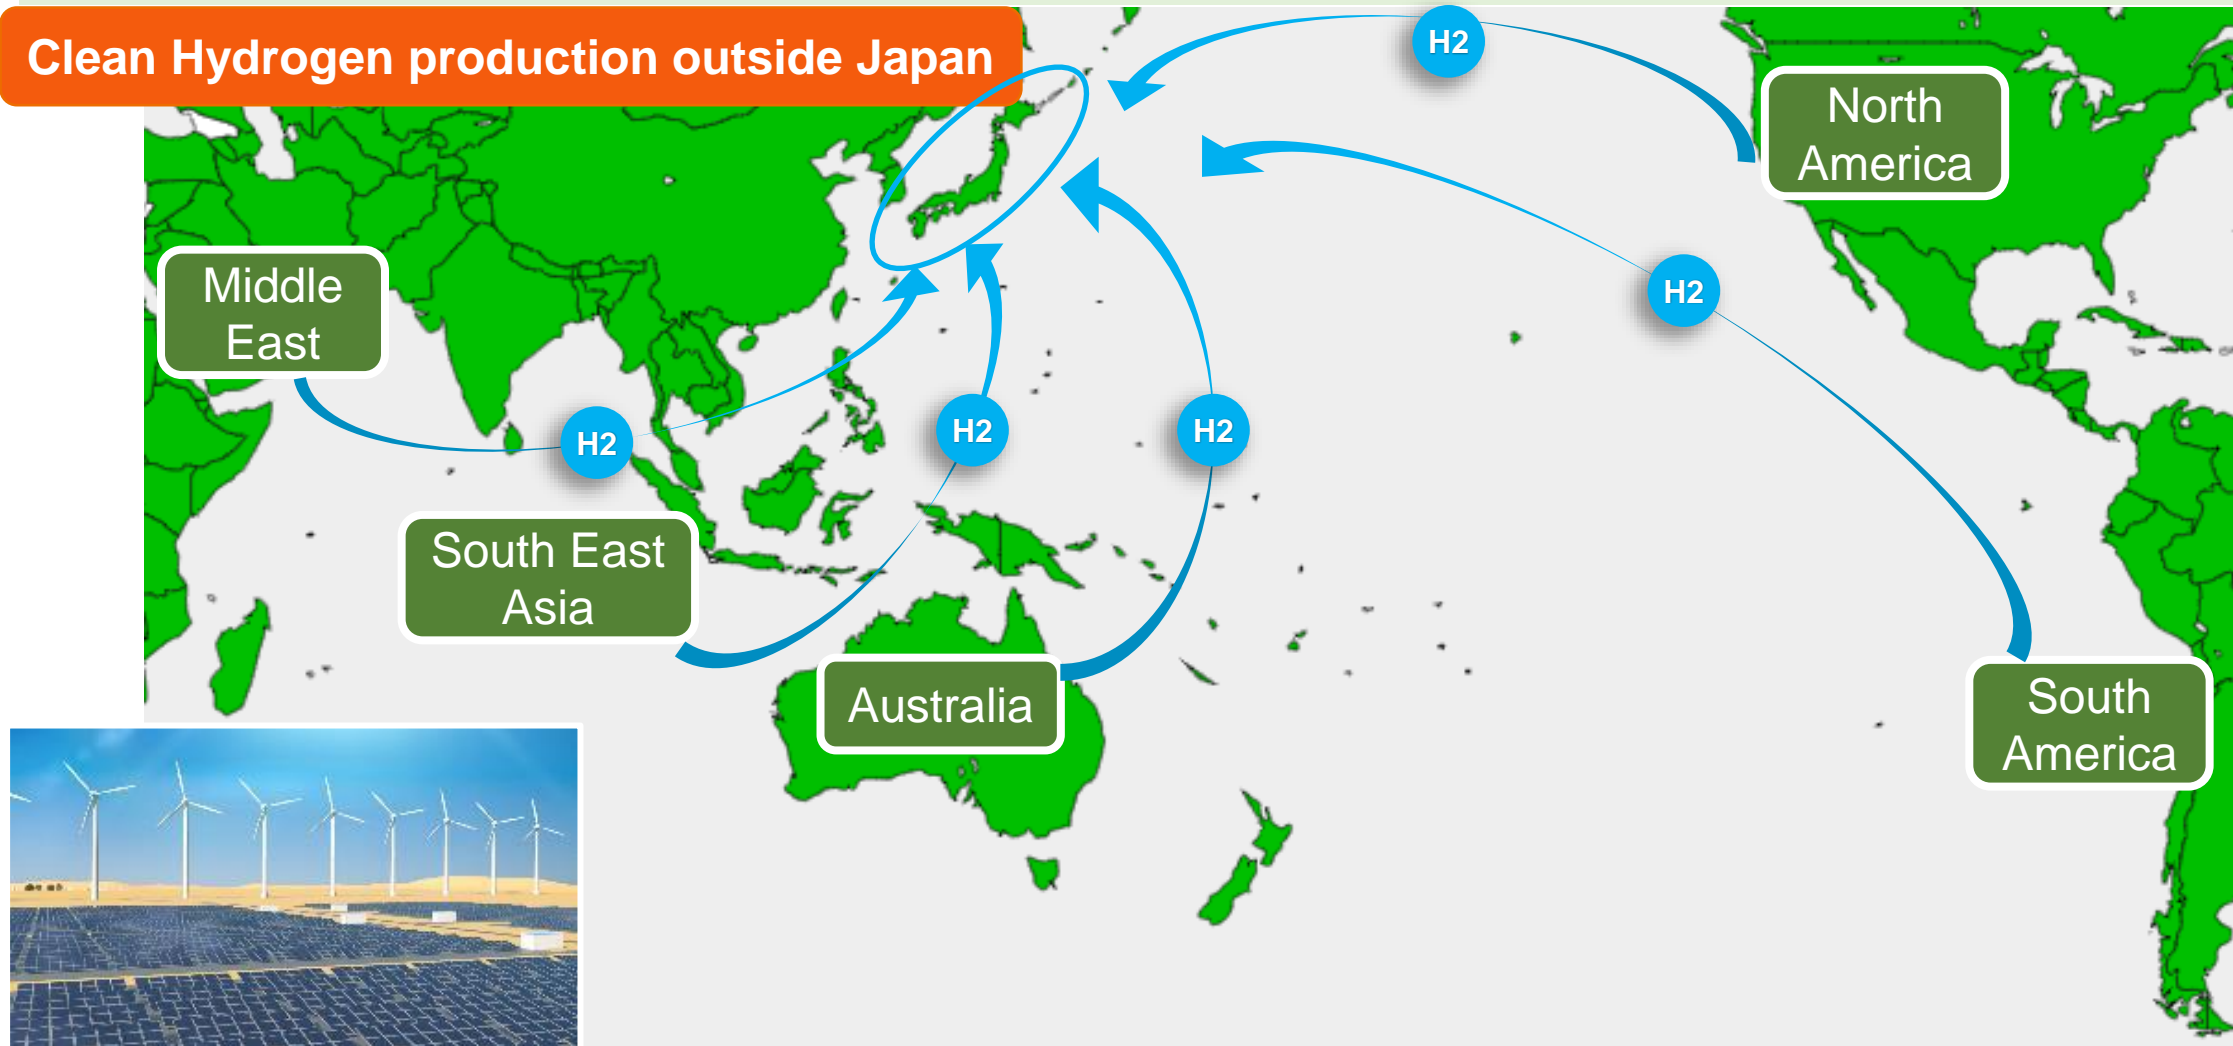 Clean Hydrogen production outside Japan
H2
North
America
Middle
East
H2
H2
H2
H2
South East
Asia
Australia
South
America